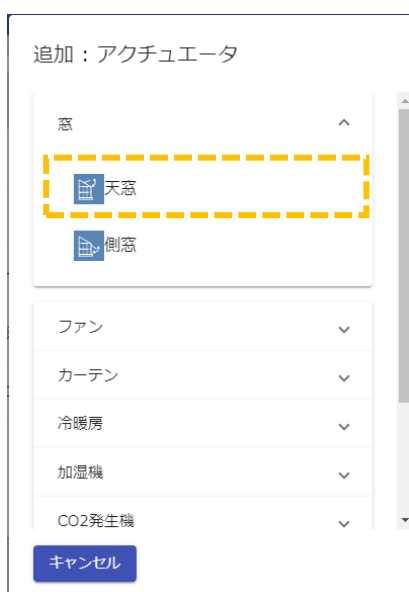 追加：アクチュエータ
窓
天窓
側窓
ファン
カーテン
冷暖房
加湿機
CO2発生機
キャンセル